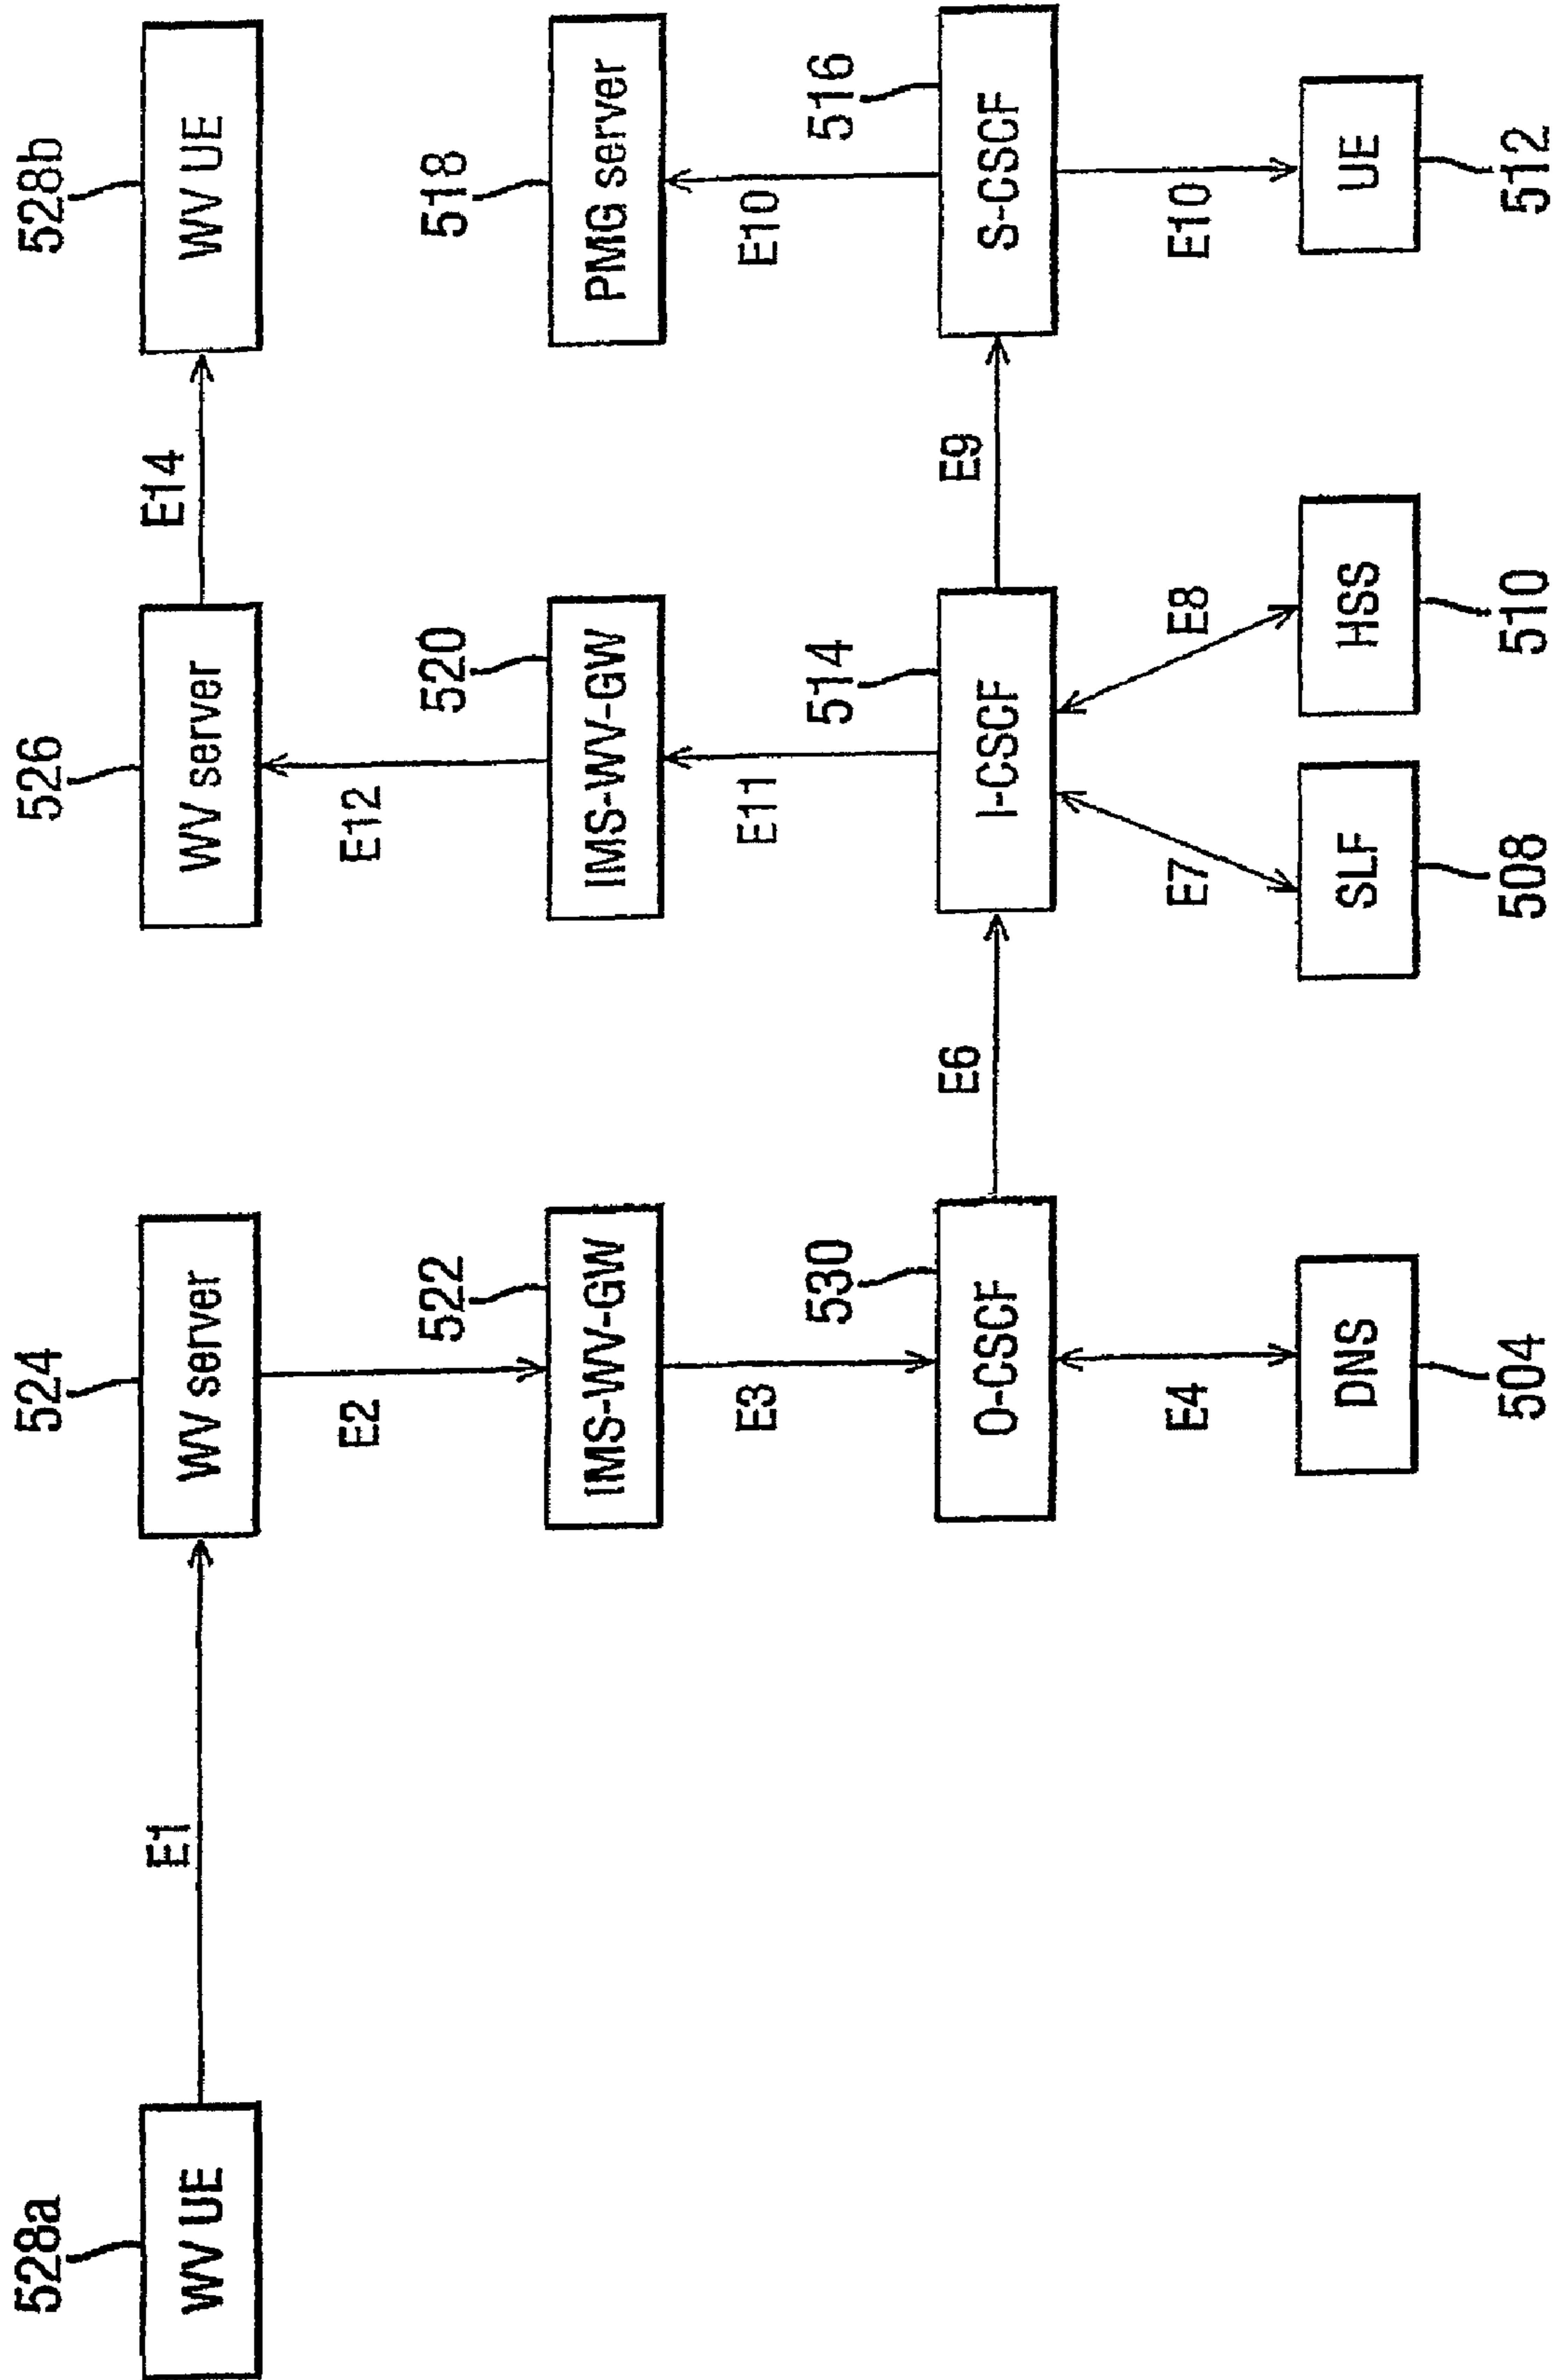 528a
WV UE
E1
524
WV server
E14
526
WV server
528b
WV UE
E2
E12
522
IMS-WV-GW
520
IMS-WV-GW
518
PMG server
E3
E11
E10
530
O-CSCF
E6
514
I-CSCF
E9
516
S-CSCF
E4
E7
E8
E10
DNS
504
SLF
508
HSS
510
UE
512